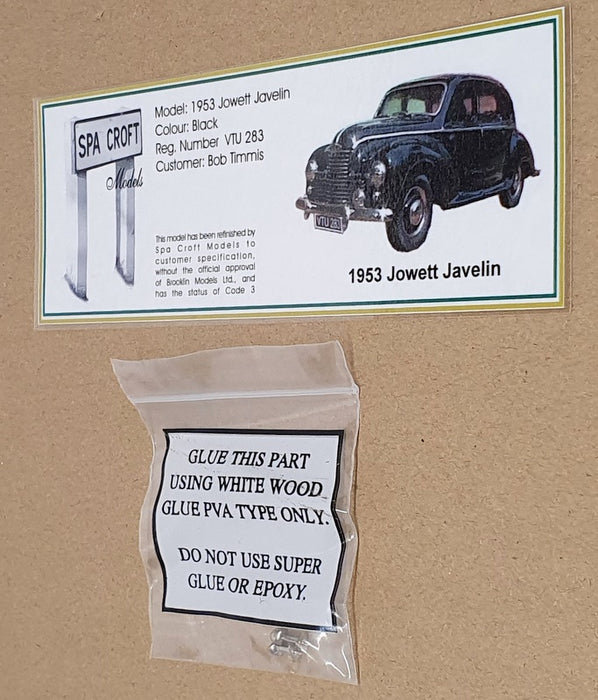 SPA CROFT
Models
Model: 1953 Jowett Javelin
Colour: Black
Reg. Number VTU 283
Customer: Bob Timmis
This model has been refinished by
Spa Croft Models to
customer specification,
without the official approval
of Brooklin Models Ltd., and
has the status of Code 3
VTU 283
1953 Jowett Javelin
GLUE THIS PART
USING WHITE WOOD
GLUE PVA TYPE ONLY.
DO NOT USE SUPER
GLUE OR EPOXY.